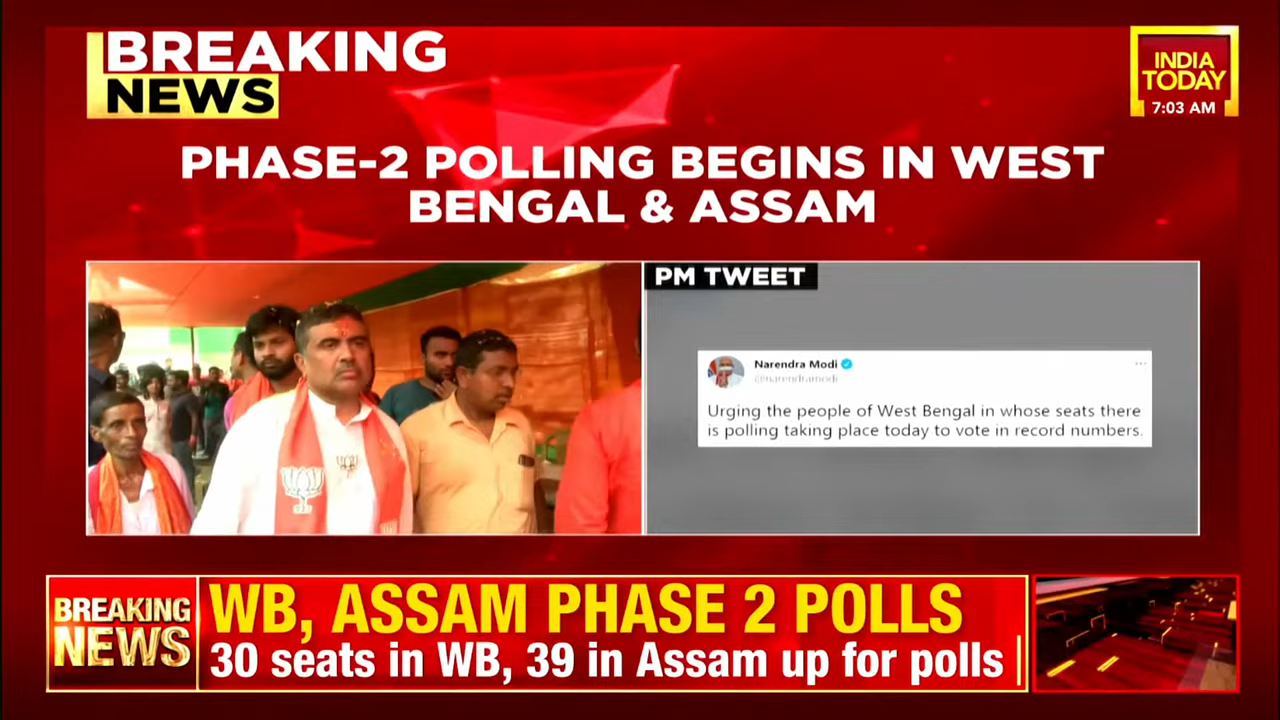 BREAKING
NEWS
INDIA
TODAY
7:03 AM
PHASE-2 POLLING BEGINS IN WEST
BENGAL & ASSAM
PM TWEET
Narendra Modi
@narendramodi
Urging the people of West Bengal in whose seats there
is polling taking place today to vote in record numbers.
BREAKING
NEWS
WB, ASSAM PHASE 2 POLLS
30 seats in WB, 39 in Assam up for polls